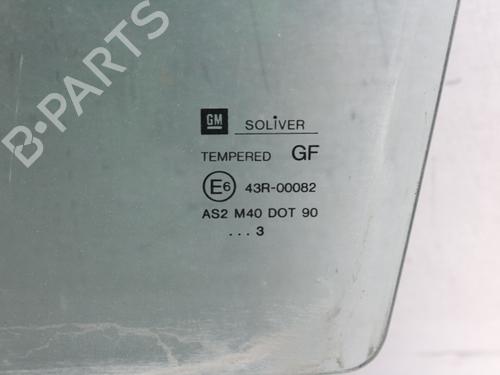 B-PARTS
GM SOLIVER
TEMPERED GF
E6 43R-00082
AS2 M40 DOT 90
...3